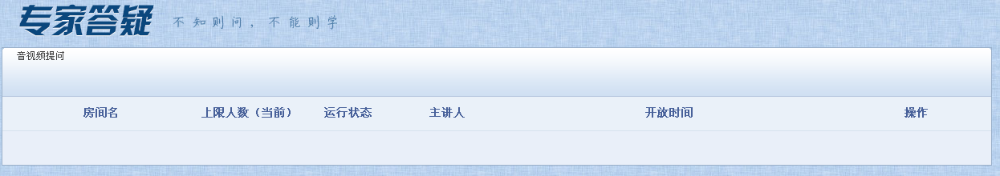 专家答疑 不知则问，不能则学
音视频提问
房间名 上限人数（当前） 运行状态 主讲人 开放时间 操作